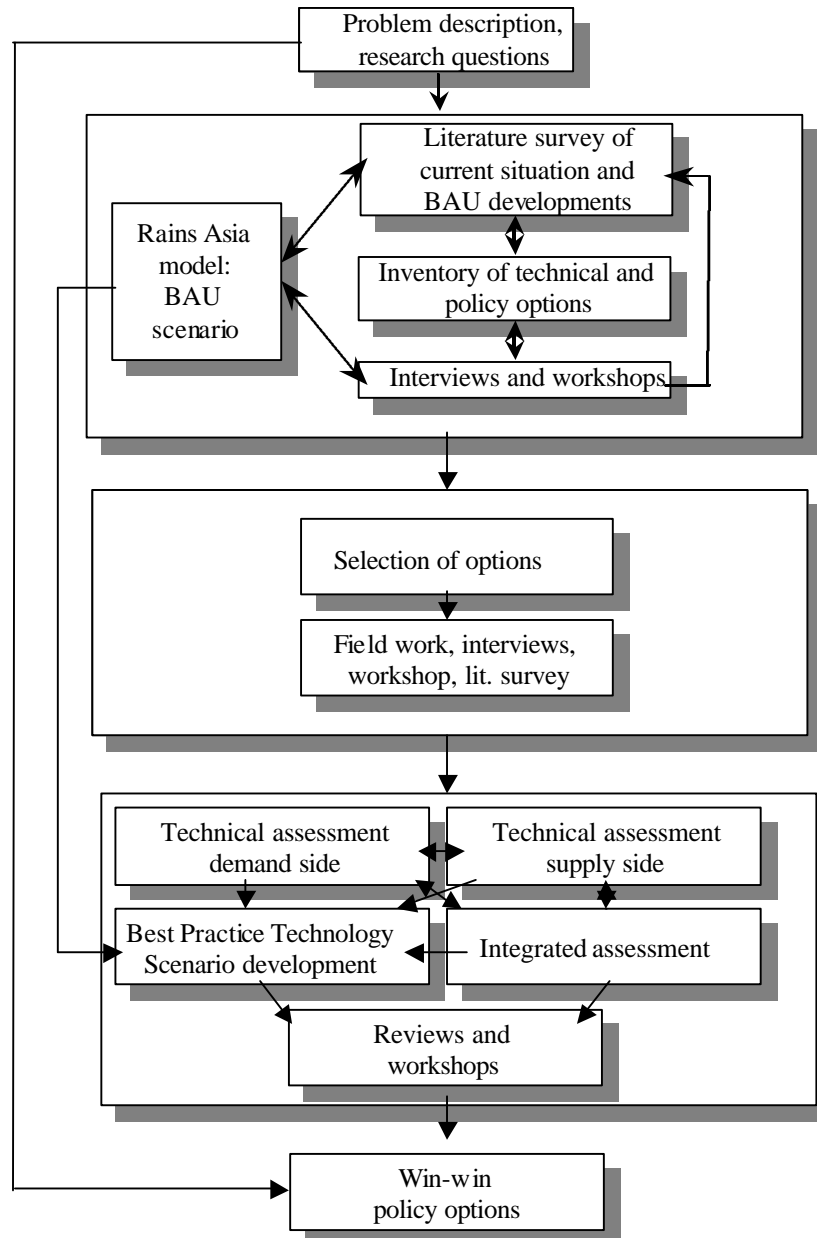 Problem description,
research questions
Literature survey of
current situation and
BAU developments
Rains Asia
model:
BAU
scenario
Inventory of technical and
policy options
Interviews and workshops
Selection of options
Field work, interviews,
workshop, lit. survey
Technical assessment
demand side
Technical assessment
supply side
Best Practice Technology
Scenario development
Integrated assessment
Reviews and
workshops
Win-win
policy options